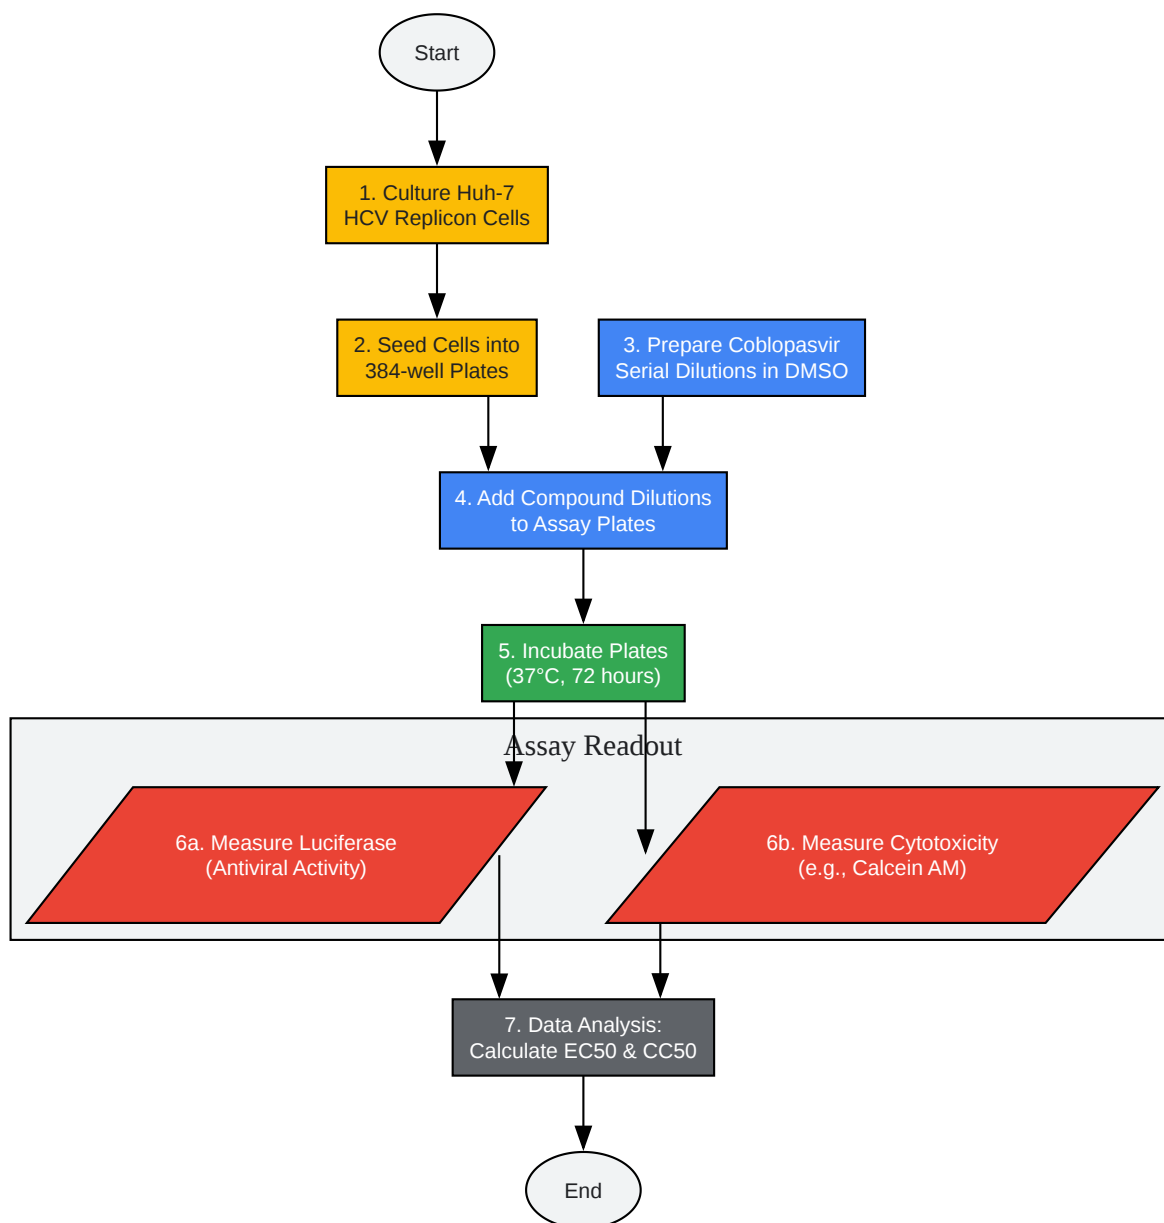 Start
1. Culture Huh-7
HCV Replicon Cells
2. Seed Cells into
384-well Plates
3. Prepare Coblopasvir
Serial Dilutions in DMSO
4. Add Compound Dilutions
to Assay Plates
5. Incubate Plates
(37°C, 72 hours)
Assay Readout
6a. Measure Luciferase
(Antiviral Activity)
6b. Measure Cytotoxicity
(e.g., Calcein AM)
7. Data Analysis:
Calculate EC50 & CC50
End